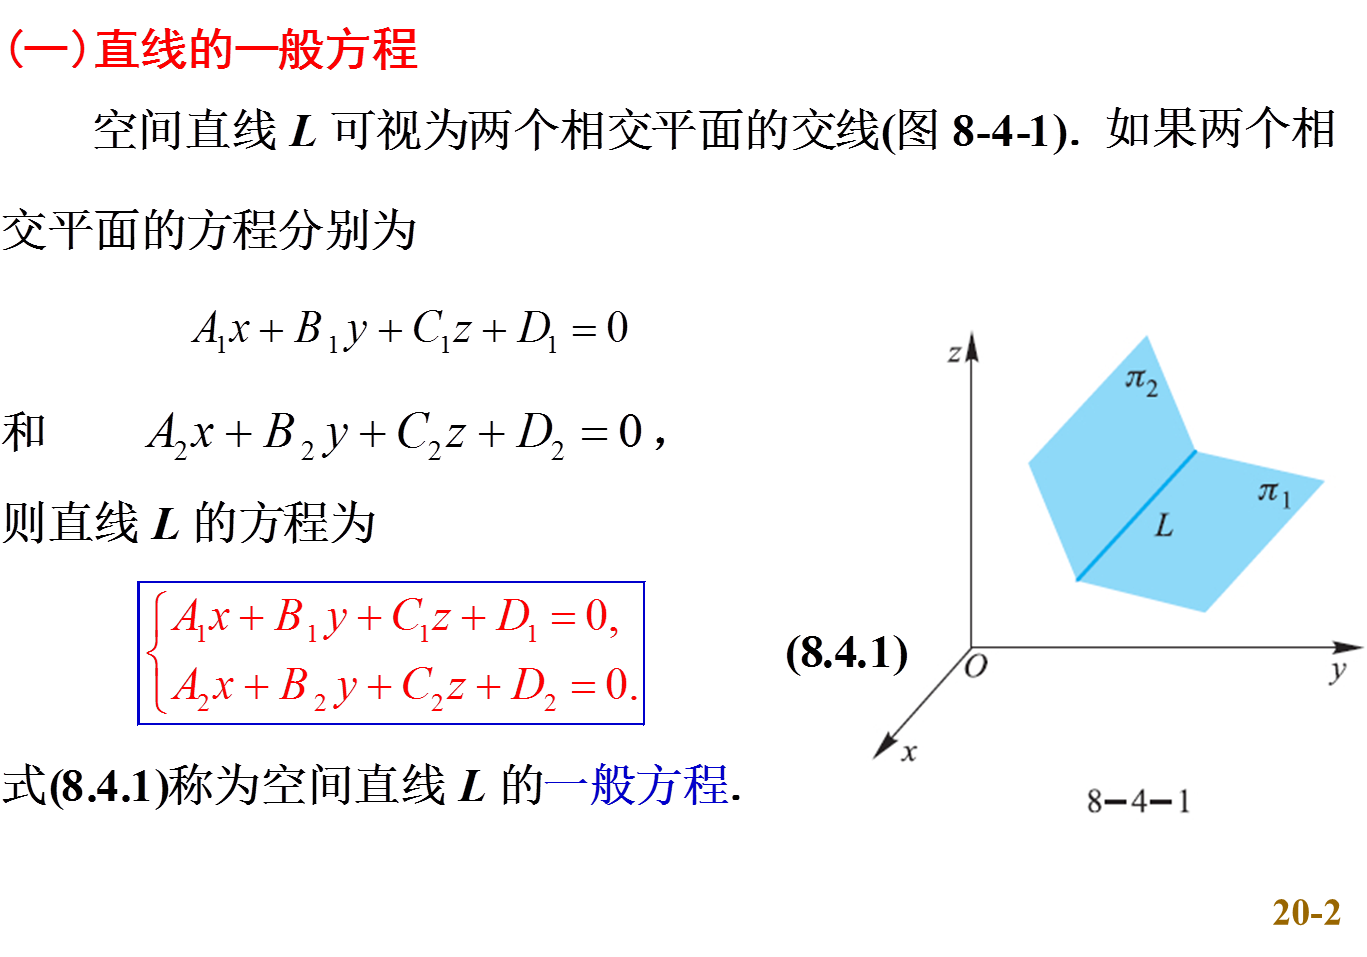 (一)直线的一般方程
空间直线 L 可视为两个相交平面的交线(图 8-4-1). 如果两个相
交平面的方程分别为
A₁x + B₁y + C₁z + D₁ = 0
和 A₂x + B₂y + C₂z + D₂ = 0，
则直线 L 的方程为
{ A₁x + B₁y + C₁z + D₁ = 0,
A₂x + B₂y + C₂z + D₂ = 0.
(8.4.1)
式(8.4.1)称为空间直线 L 的一般方程.
z
π₂
π₁
L
O
y
x
8-4-1
20-2